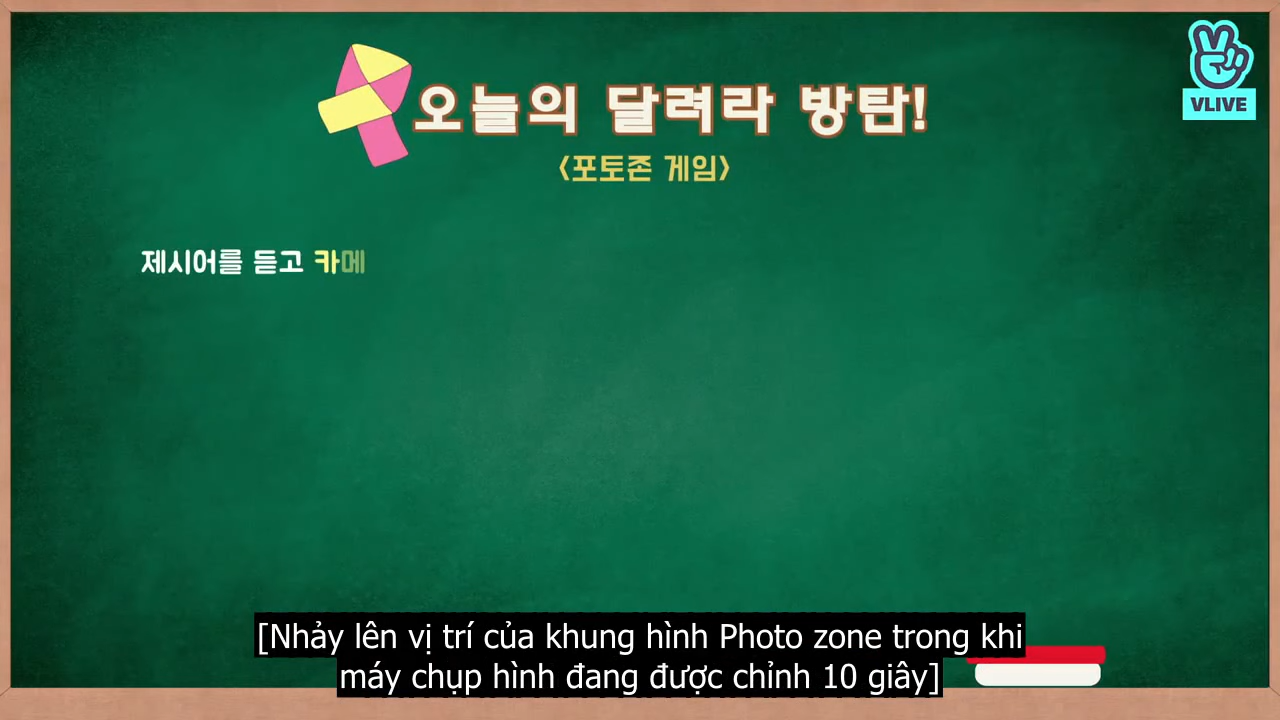 오늘의 달려라 방탄!
<포토존 게임>
VLIVE
제시어를 듣고 카메
[Nhảy lên vị trí của khung hình Photo zone trong khi
máy chụp hình đang được chỉnh 10 giây]